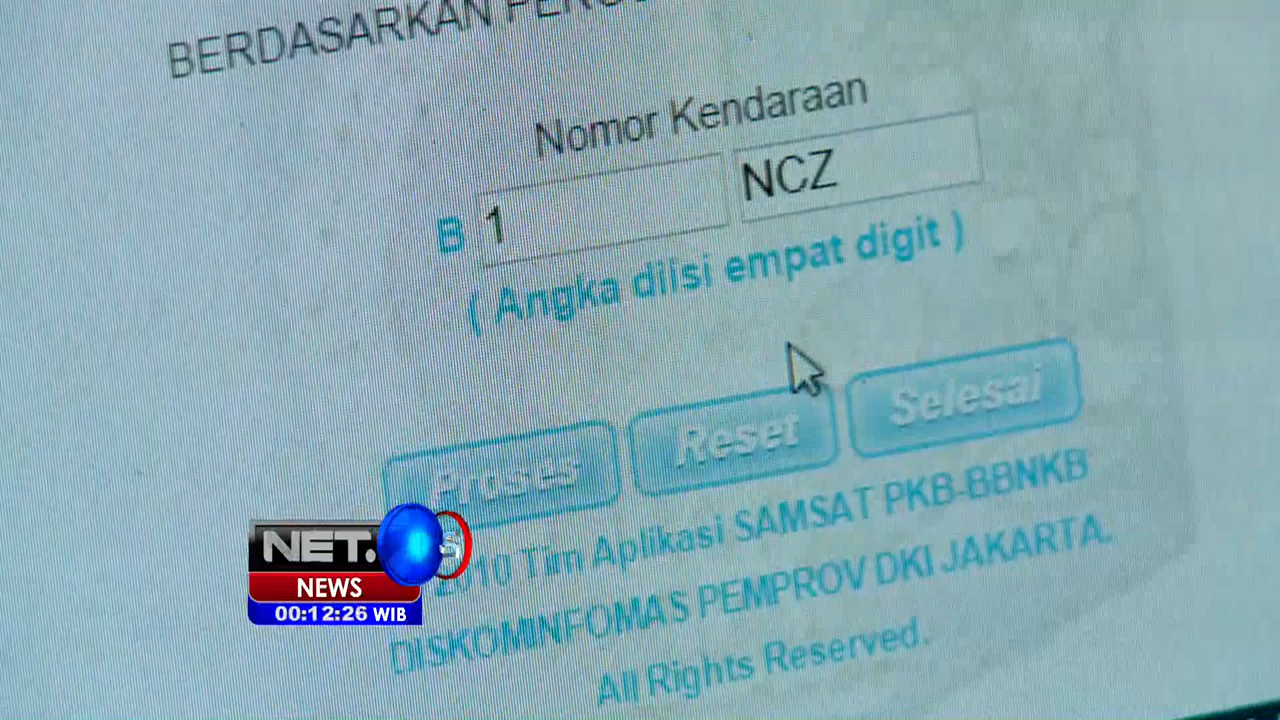 BERDASARKAN
Nomor Kendaraan
B 1 NCZ
( Angka diisi empat digit )
Proses Reset Selesai
2010 Tim Aplikasi SAMSAT PKB-BBNKB
DISKOMINFOMAS PEMPROV DKI JAKARTA.
All Rights Reserved.
NET.
NEWS
00:12:26 WIB